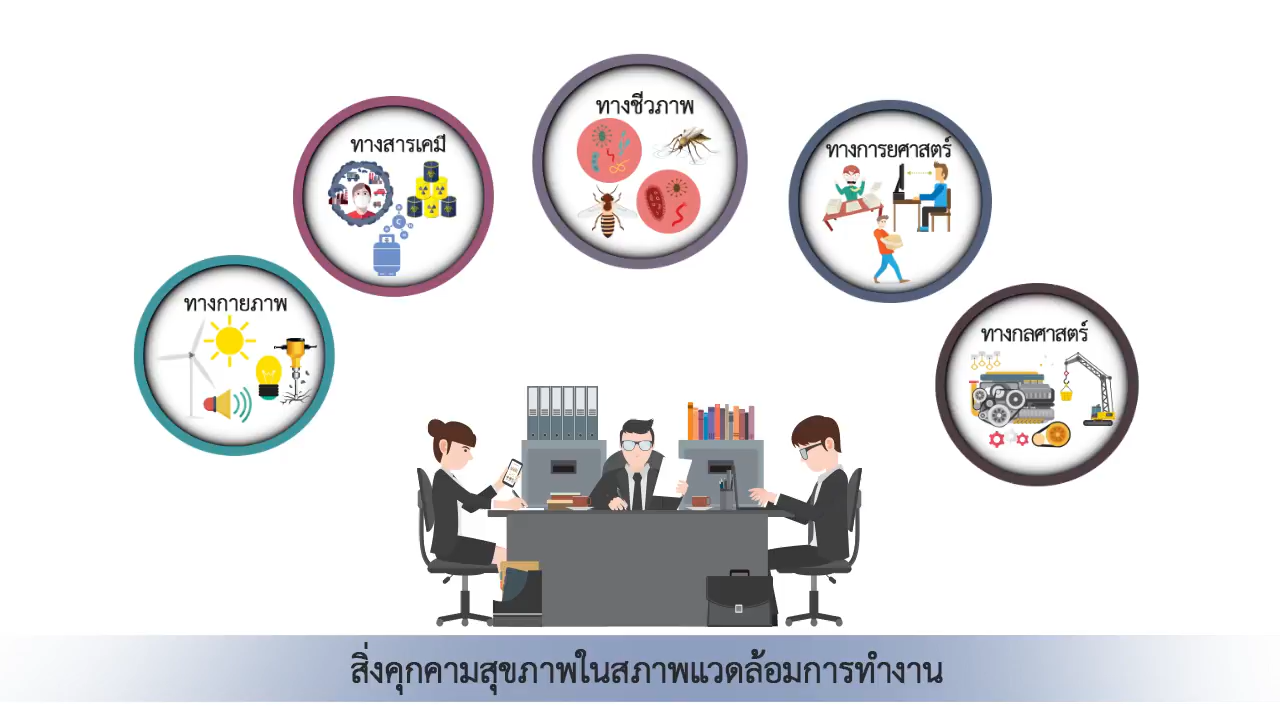 ทางชีวภาพ
ทางสารเคมี
ทางการยศาสตร์
ทางกายภาพ
ทางกลศาสตร์
สิ่งคุกคามสุขภาพในสภาพแวดล้อมการทำงาน